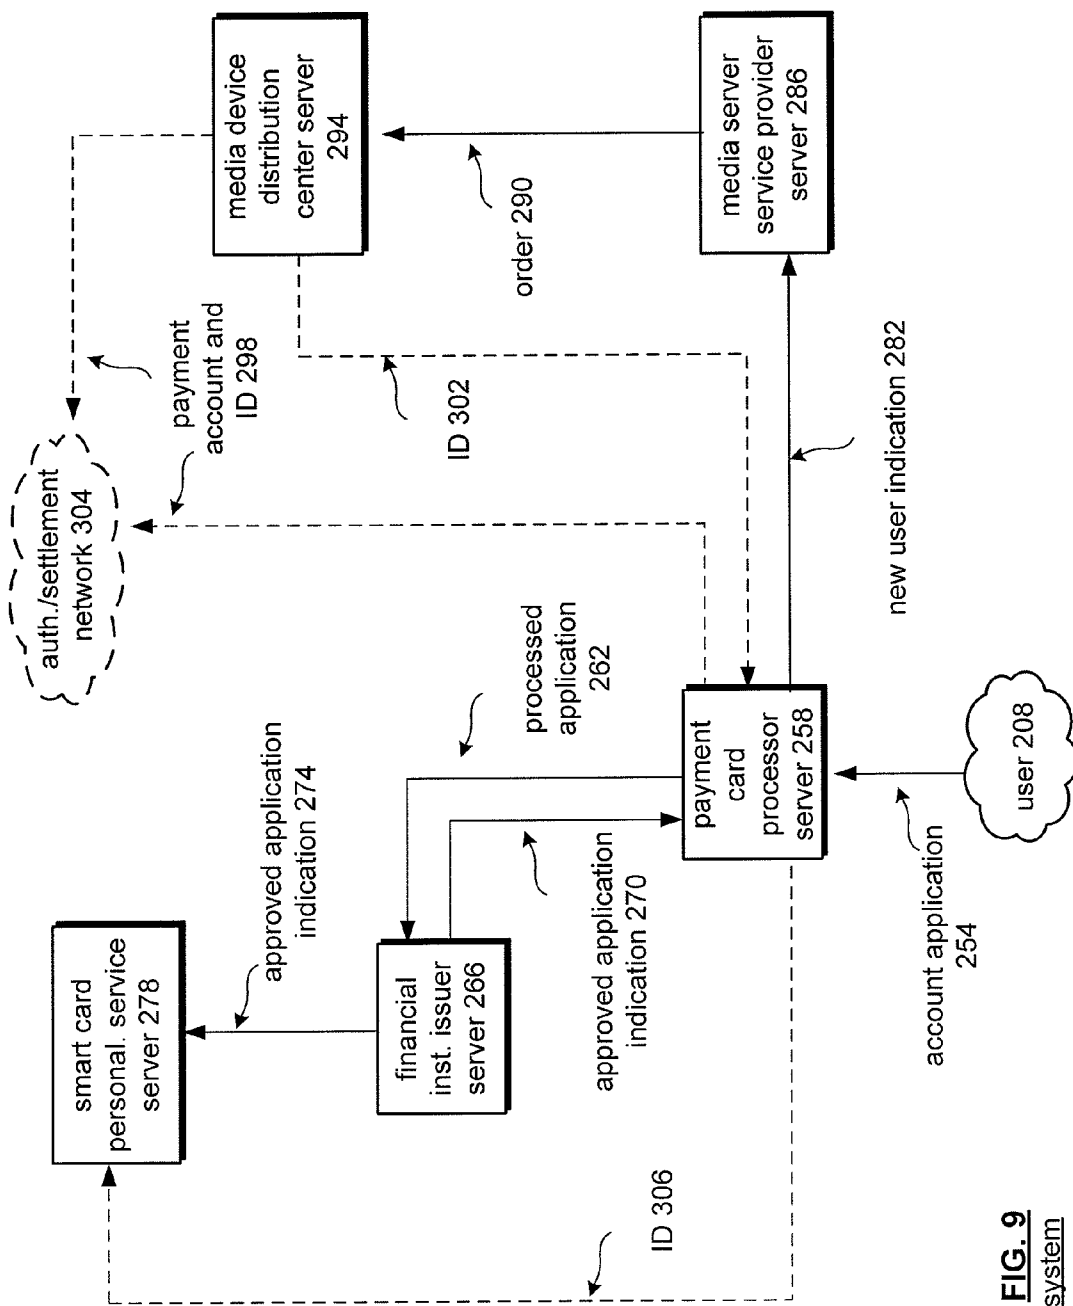 smart card
personal. service
server 278
approved application
indication 274
financial
inst. issuer
server 266
processed
application
262
approved application
indication 270
auth./settlement
network 304
payment
account and
ID 298
media device
distribution
center server
294
ID 302
order 290
media server
service provider
server 286
payment
card
processor
server 258
new user indication 282
user 208
account application
254
ID 306
FIG. 9
system